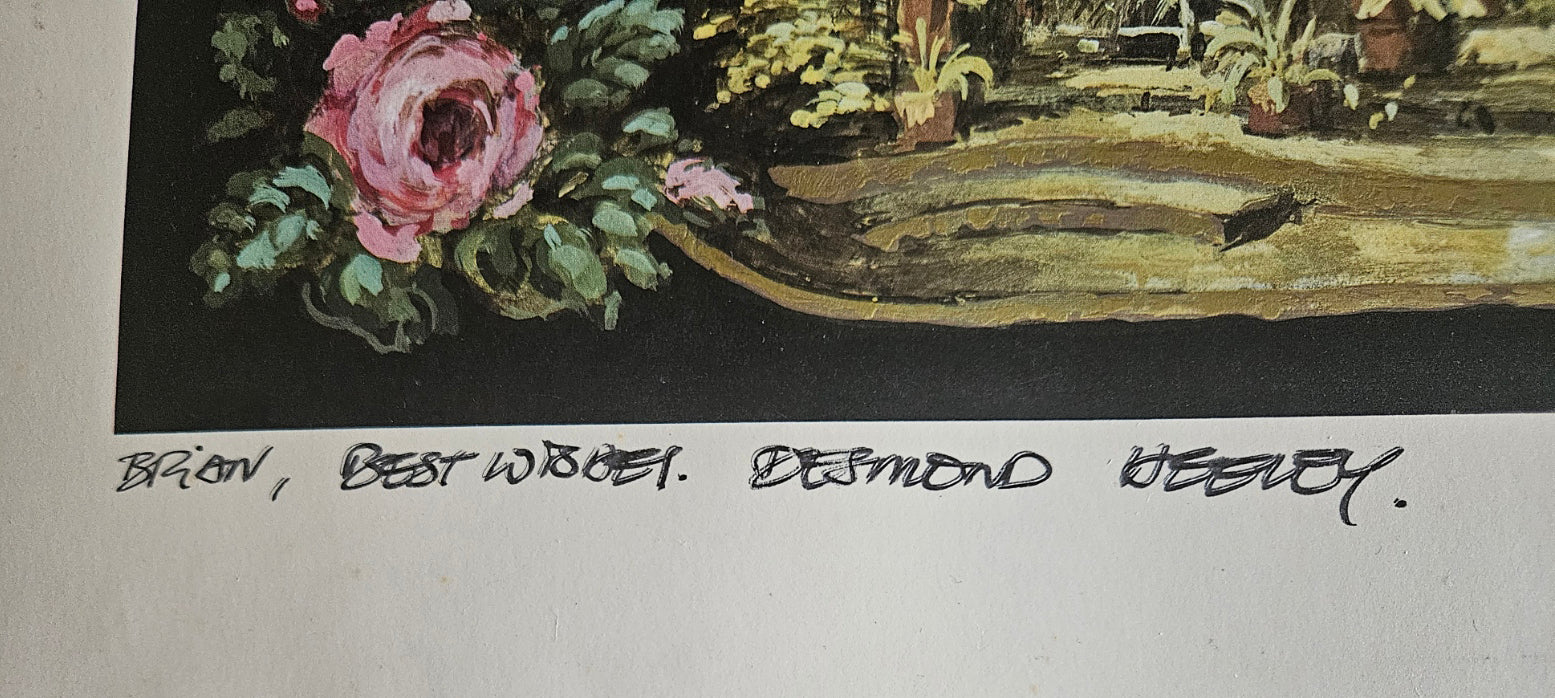 BRIAN, BEST WISHES. DESMOND HEELEY.